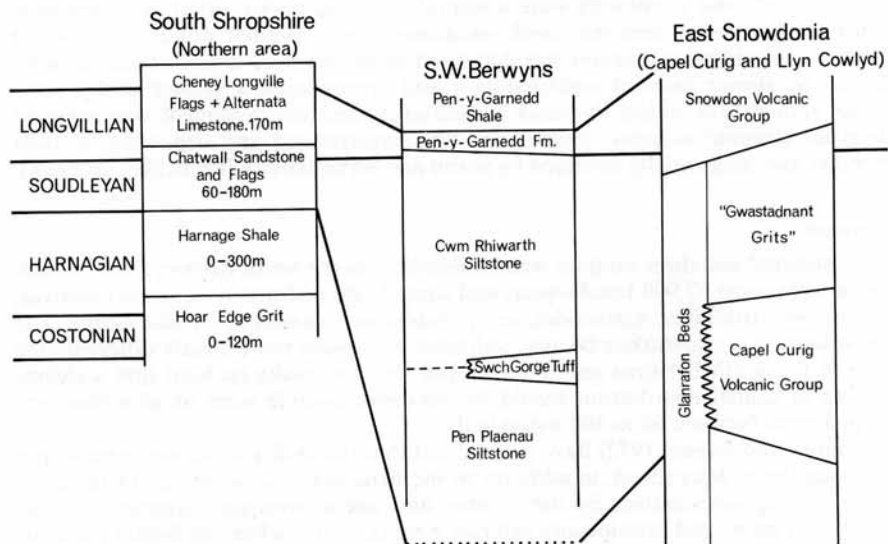 South Shropshire
(Northern area)
Cheney Longville
Flags + Alternata
Limestone,170m
Chatwall Sandstone
and Flags
60-180m
Harnage Shale
0-300m
Hoar Edge Grit
0-120m
LONGVILLIAN
SOUDLEYAN
HARNAGIAN
COSTONIAN
S.W.Berwyns
Pen-y-Garnedd
Shale
Pen-y-Garnedd Fm.
Cwm Rhiwarth
Siltstone
Swch Gorge Tuff
Pen Plaenau
Siltstone
East Snowdonia
(Capel Curig and Llyn Cowlyd)
Snowdon Volcanic
Group
"Gwastadnant
Grits"
Glanrafon Beds
Capel Curig
Volcanic Group